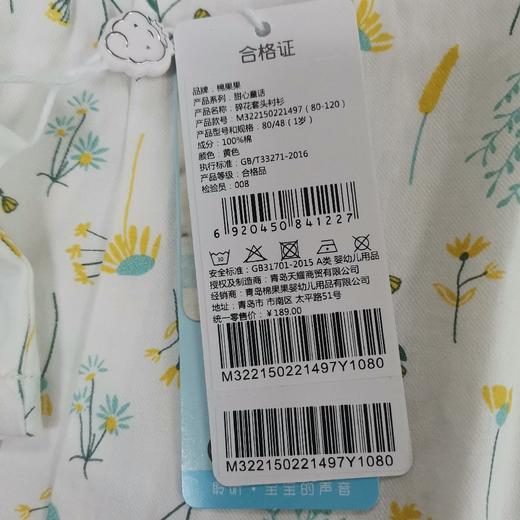 合格证
品牌：棉果果
产品系列：甜心童话
产品名称：碎花套头衬衫
产品款号：M322150221497 (80-120)
产品型号和规格：80/48 (1岁)
成分：100%棉
颜色：黄色
执行标准：GB/T33271-2016
产品等级：合格品
检验员：008
6 920450 841227
30
安全标准：GB31701-2015 A类 婴幼儿用品
授权及制造商：青岛天耀商贸有限公司
经销商：青岛棉果果婴幼儿用品有限公司
地址：青岛市 市南区 太平路51号
统一零售价：￥189.00
M322150221497Y1080
M322150221497Y1080
聆听·宝宝的声音